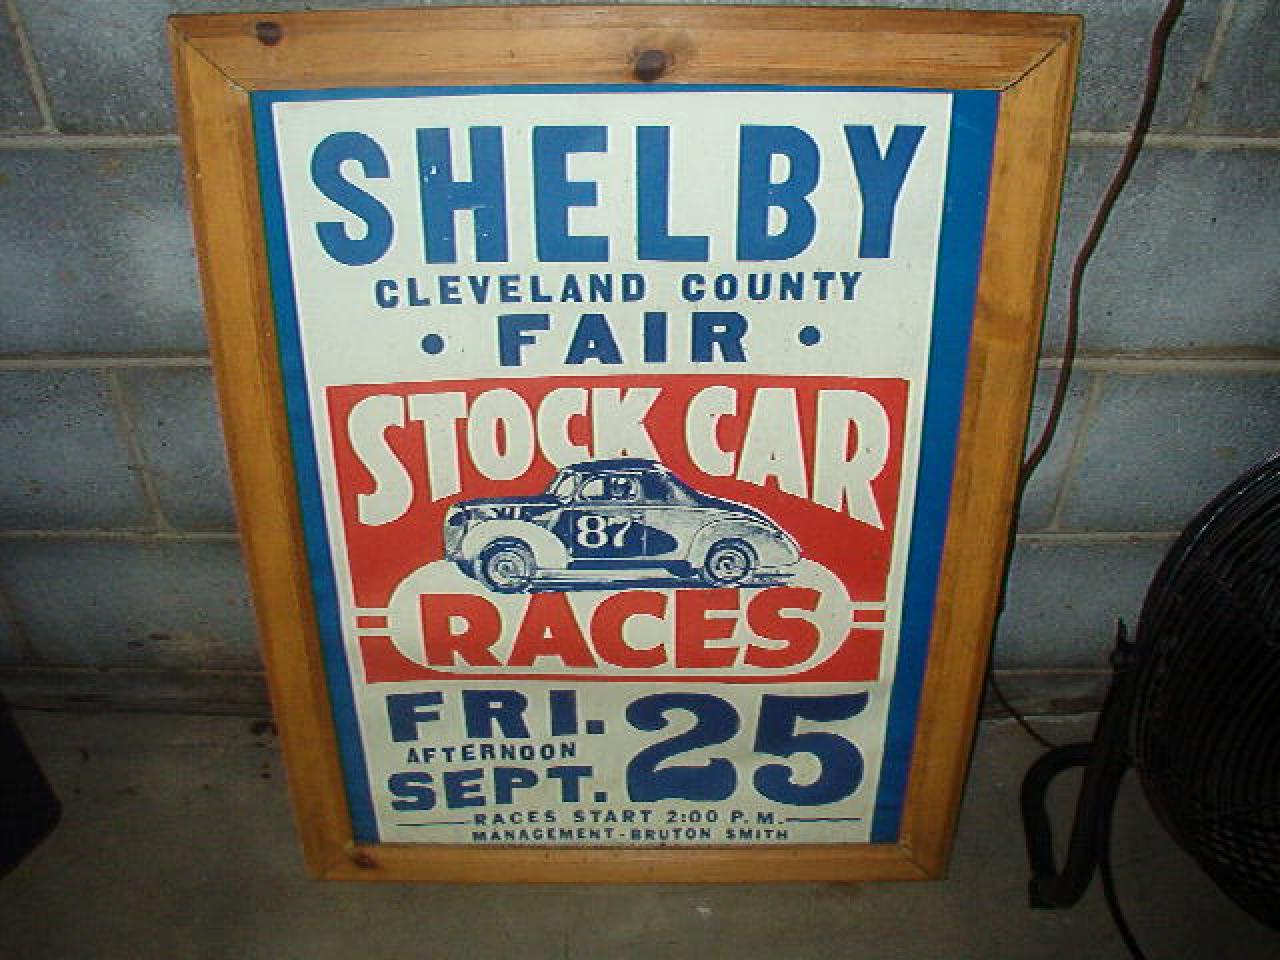 SHELBY
CLEVELAND COUNTY
• FAIR •
STOCK CAR
87
RACES
FRI. 25
AFTERNOON
SEPT.
RACES START 2:00 P.M.
MANAGEMENT-BRUTON SMITH